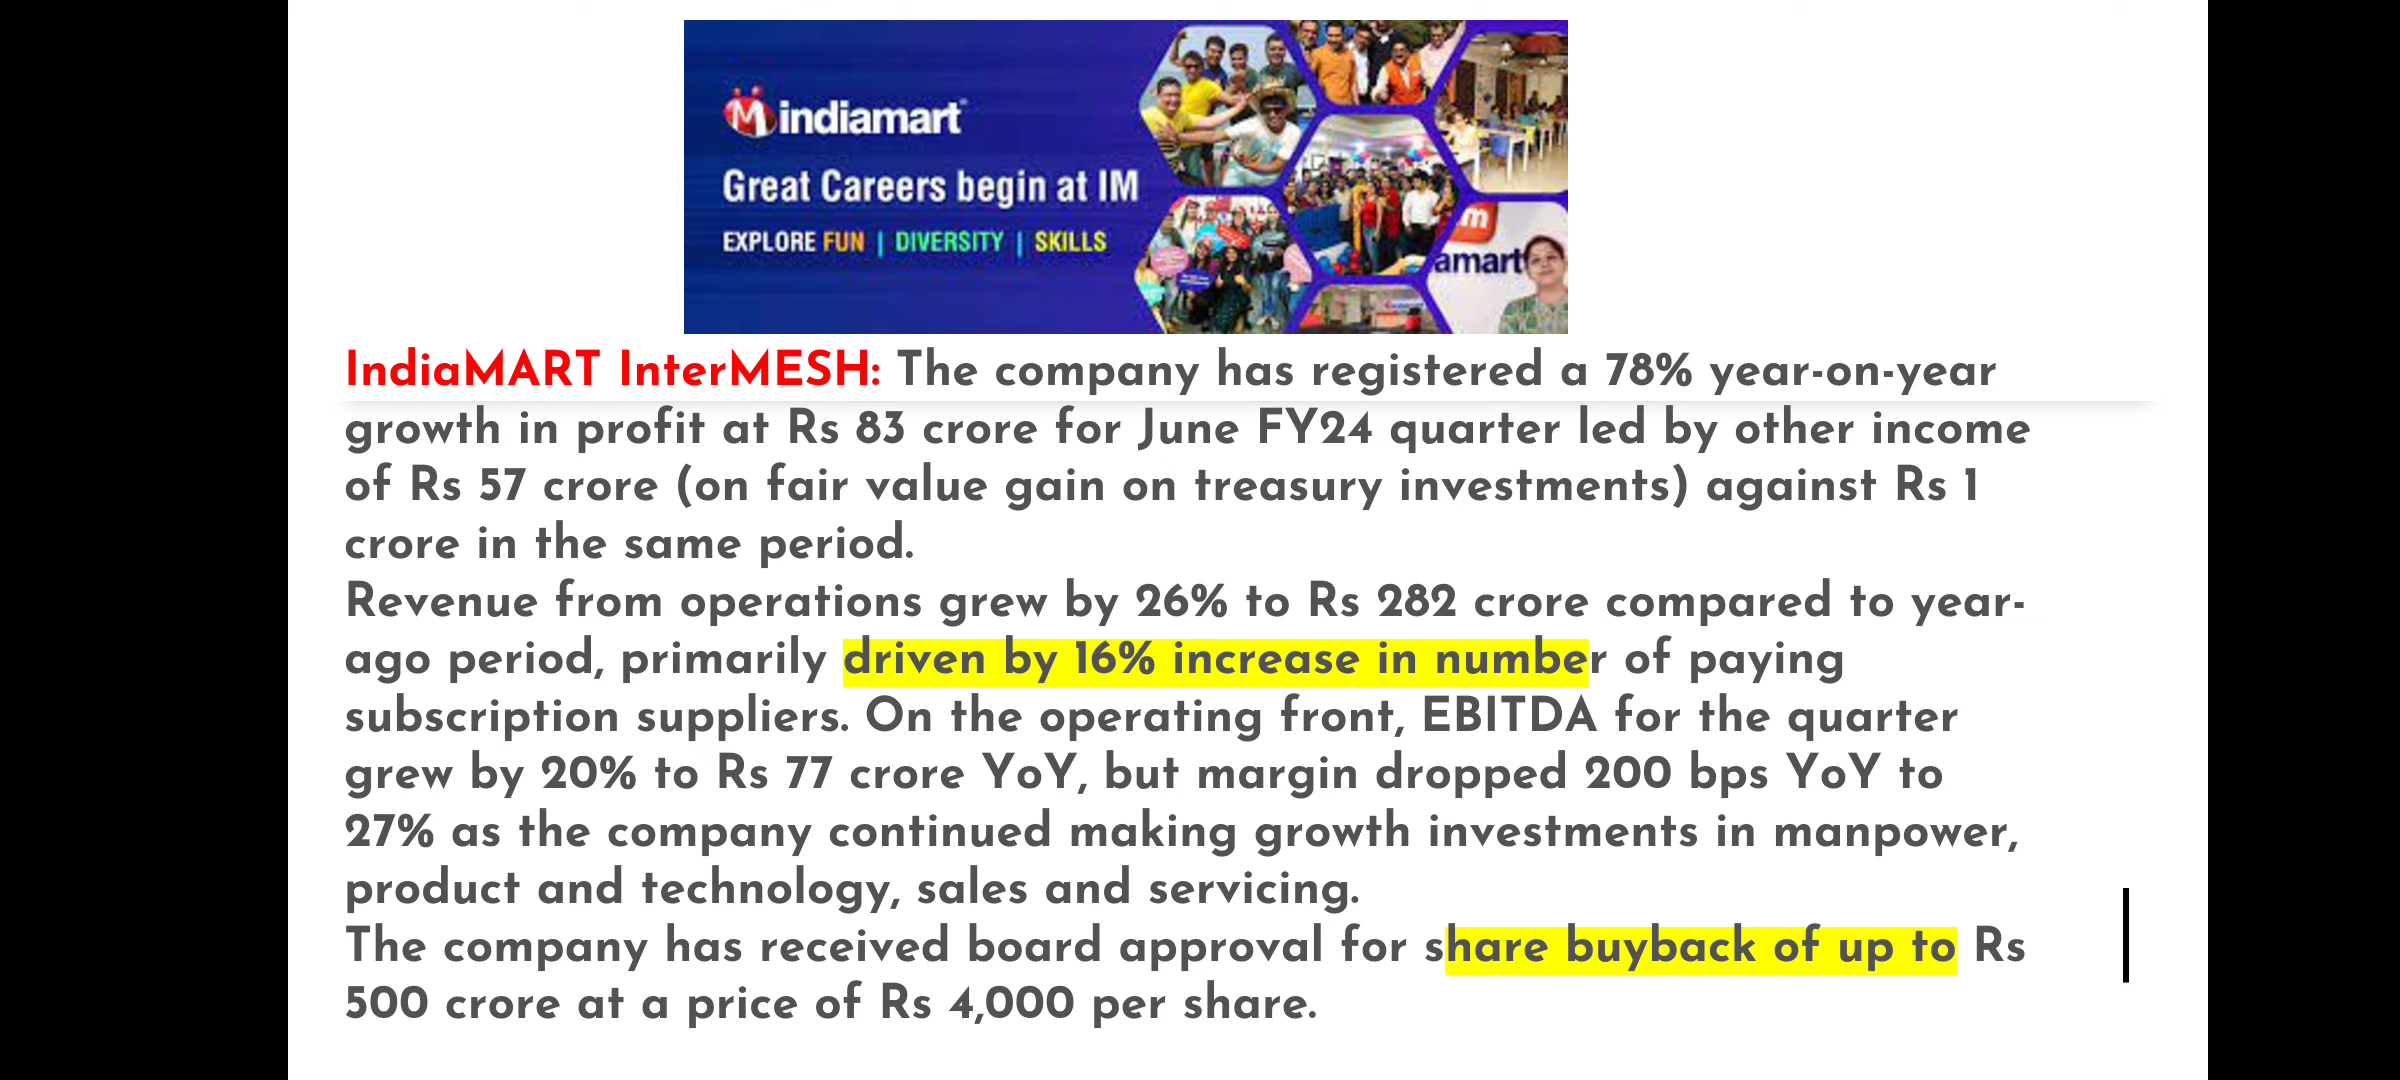 indiamart
Great Careers begin at IM
EXPLORE FUN | DIVERSITY | SKILLS
m
amart
IndiaMART InterMESH: The company has registered a 78% year-on-year
growth in profit at Rs 83 crore for June FY24 quarter led by other income
of Rs 57 crore (on fair value gain on treasury investments) against Rs 1
crore in the same period.
Revenue from operations grew by 26% to Rs 282 crore compared to year-
ago period, primarily driven by 16% increase in number of paying
subscription suppliers. On the operating front, EBITDA for the quarter
grew by 20% to Rs 77 crore YoY, but margin dropped 200 bps YoY to
27% as the company continued making growth investments in manpower,
product and technology, sales and servicing.
The company has received board approval for share buyback of up to Rs
500 crore at a price of Rs 4,000 per share.